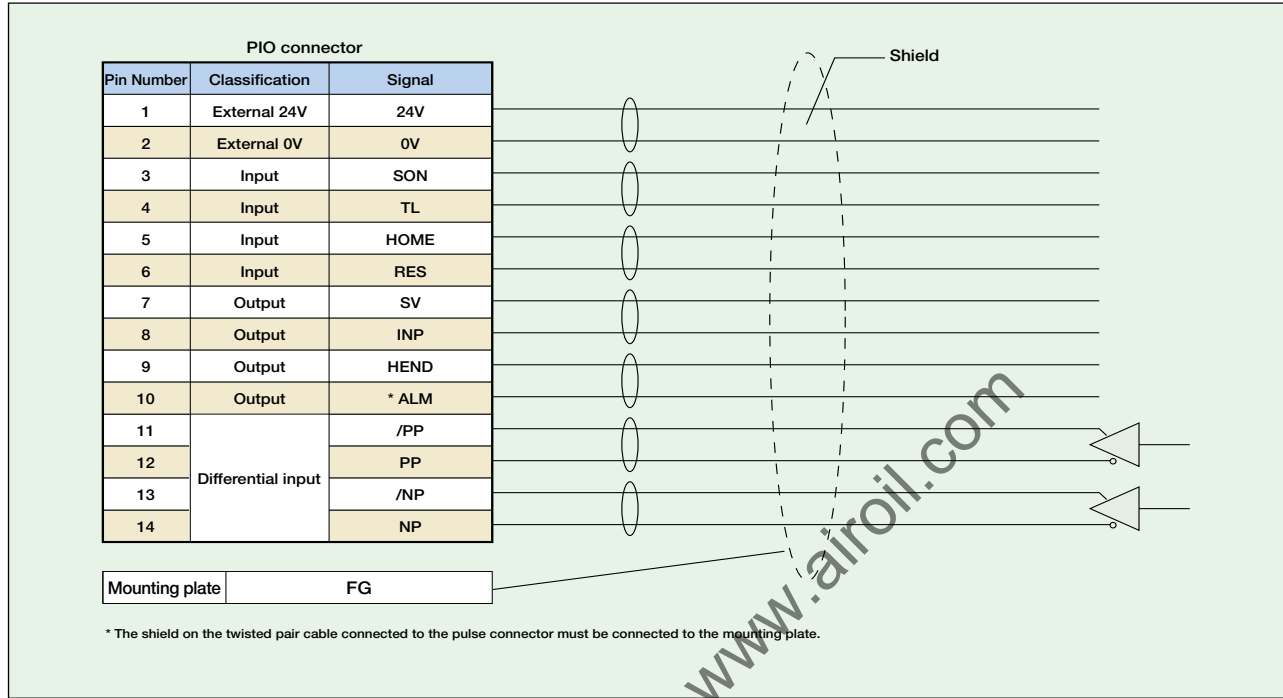 PIO connector
Shield
Pin Number Classification Signal
1 External 24V 24V
2 External 0V 0V
3 Input SON
4 Input TL
5 Input HOME
6 Input RES
7 Output SV
8 Output INP
9 Output HEND
10 Output * ALM
11 /PP
12 PP
Differential input
13 /NP
14 NP
Mounting plate FG
* The shield on the twisted pair cable connected to the pulse connector must be connected to the mounting plate.
www.airoil.com